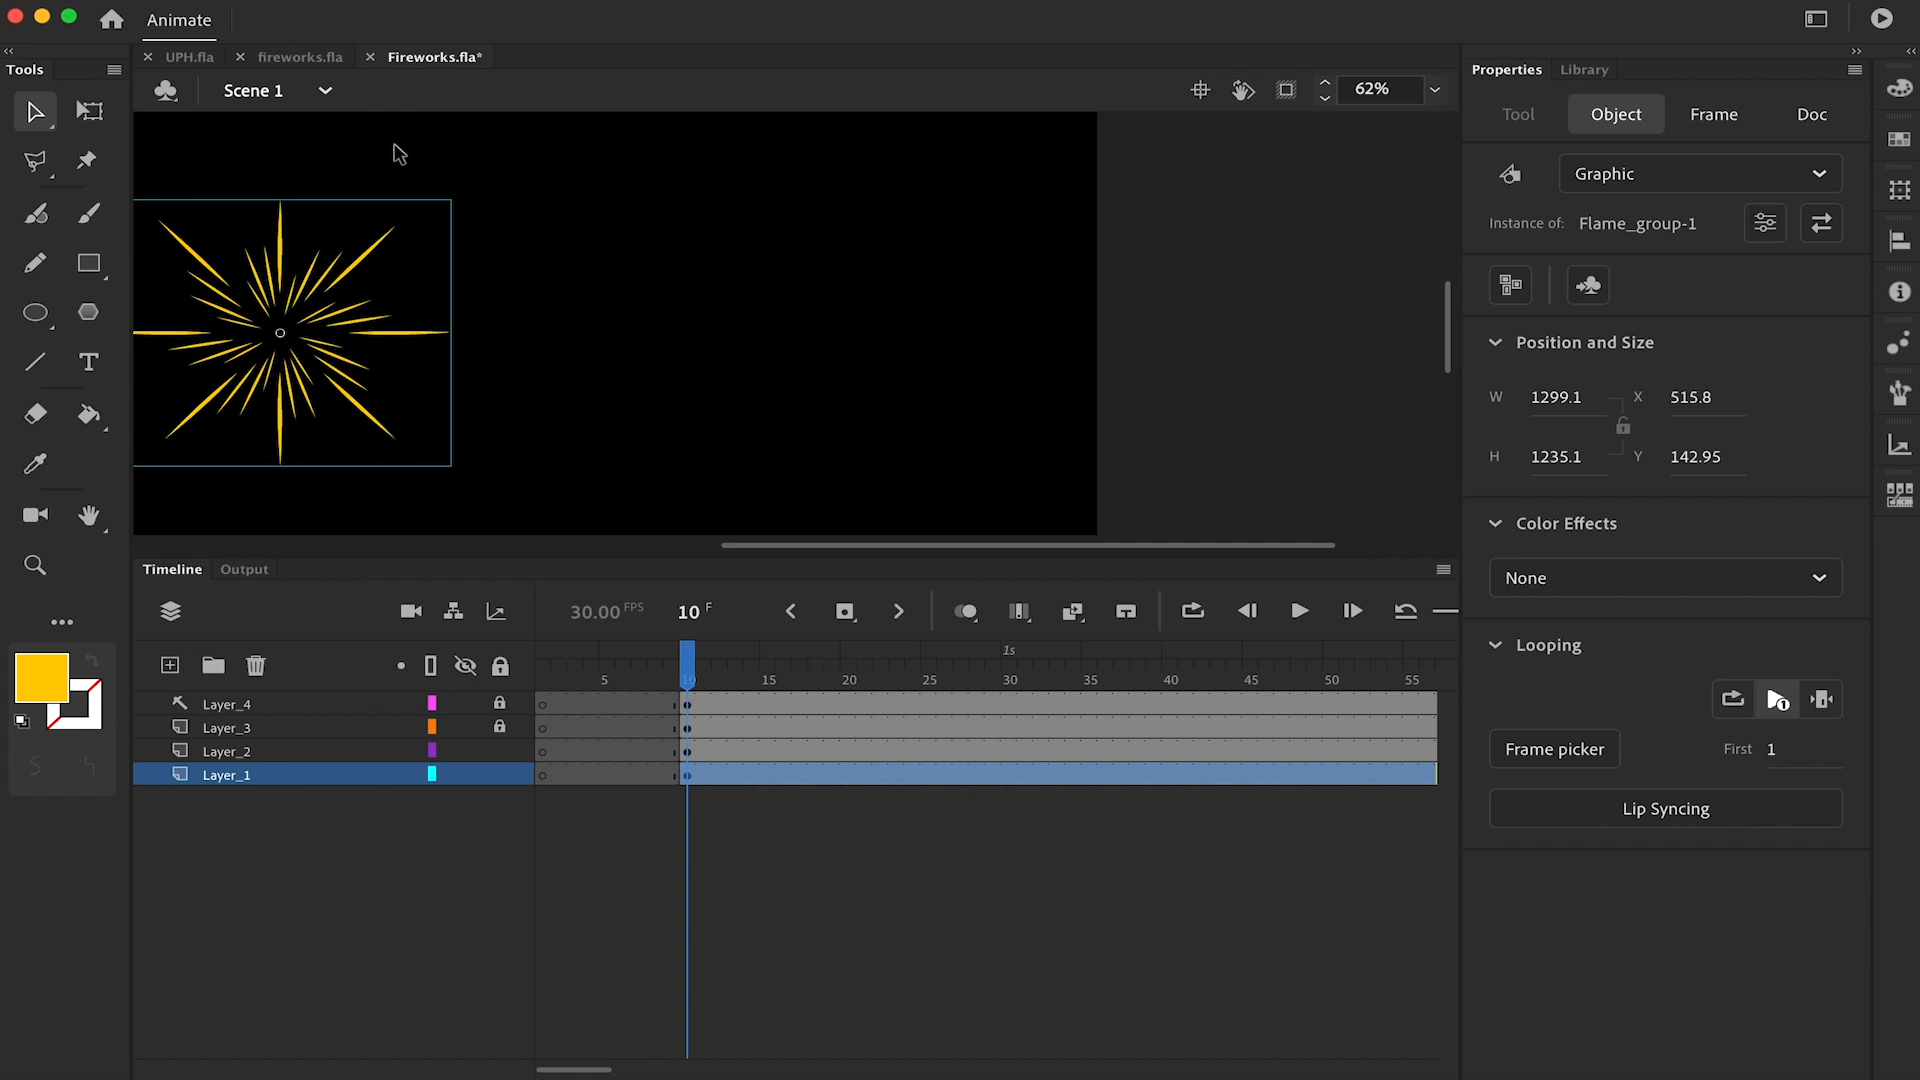 Animate
UPH.fla
fireworks.fla
Fireworks.fla*
Tools
Scene 1
62%
Properties
Library
Tool
Object
Frame
Doc
Graphic
Instance of:
Flame_group-1
Position and Size
W
1299.1
X
515.8
H
1235.1
Y
142.95
Color Effects
None
Looping
Frame picker
First
1
Lip Syncing
Timeline
Output
30.00 FPS
10 F
1s
5
10
15
20
25
30
35
40
45
50
55
Layer_4
Layer_3
Layer_2
Layer_1